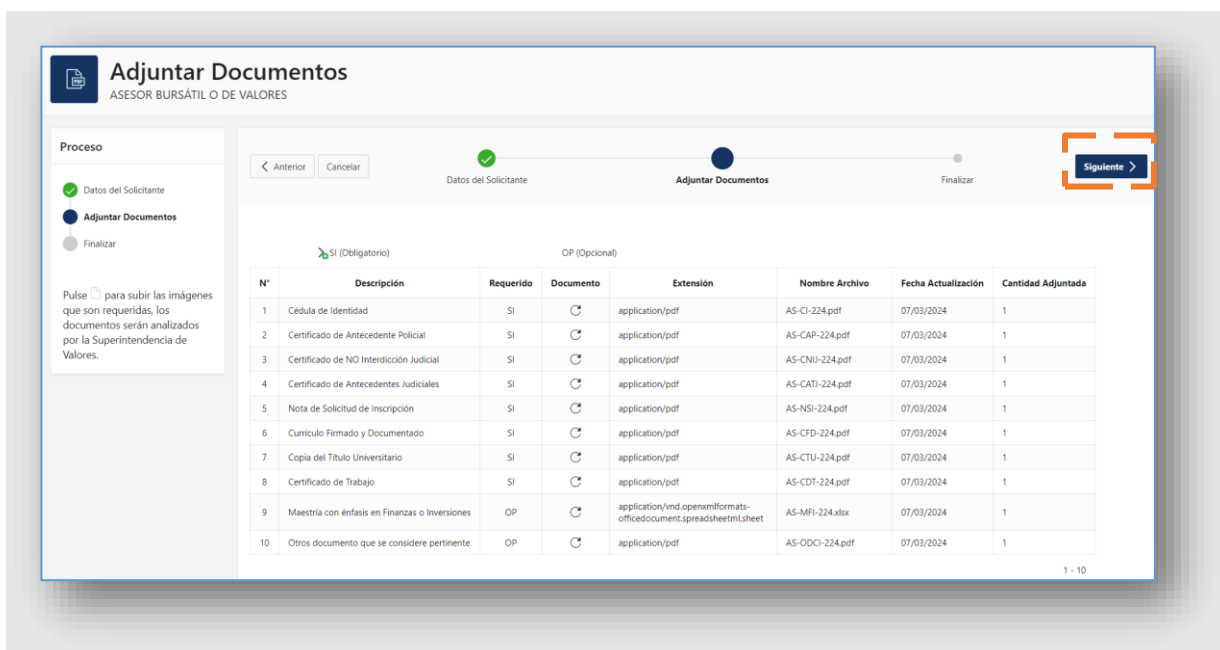 Adjuntar Documentos
ASESOR BURSÁTIL O DE VALORES
Proceso
Datos del Solicitante
Adjuntar Documentos
Finalizar
Pulse para subir las imágenes
que son requeridas, los
documentos serán analizados
por la Superintendencia de
Valores.
Anterior Cancelar
Datos del Solicitante Adjuntar Documentos Finalizar
Siguiente
SI (Obligatorio) OP (Opcional)
N° Descripción Requerido Documento Extensión Nombre Archivo Fecha Actualización Cantidad Adjuntada
1 Cédula de Identidad SI application/pdf AS-CI-224.pdf 07/03/2024 1
2 Certificado de Antecedente Policial SI application/pdf AS-CAP-224.pdf 07/03/2024 1
3 Certificado de NO Interdicción Judicial SI application/pdf AS-CNIJ-224.pdf 07/03/2024 1
4 Certificado de Antecedentes Judiciales SI application/pdf AS-CATJ-224.pdf 07/03/2024 1
5 Nota de Solicitud de Inscripción SI application/pdf AS-NSI-224.pdf 07/03/2024 1
6 Currículo Firmado y Documentado SI application/pdf AS-CFD-224.pdf 07/03/2024 1
7 Copia del Título Universitario SI application/pdf AS-CTU-224.pdf 07/03/2024 1
8 Certificado de Trabajo SI application/pdf AS-CDT-224.pdf 07/03/2024 1
9 Maestría con énfasis en Finanzas o Inversiones OP application/vnd.openxmlformats-
officedocument.spreadsheetml.sheet AS-MFI-224.xlsx 07/03/2024 1
10 Otros documento que se considere pertinente OP application/pdf AS-ODCI-224.pdf 07/03/2024 1
1 - 10